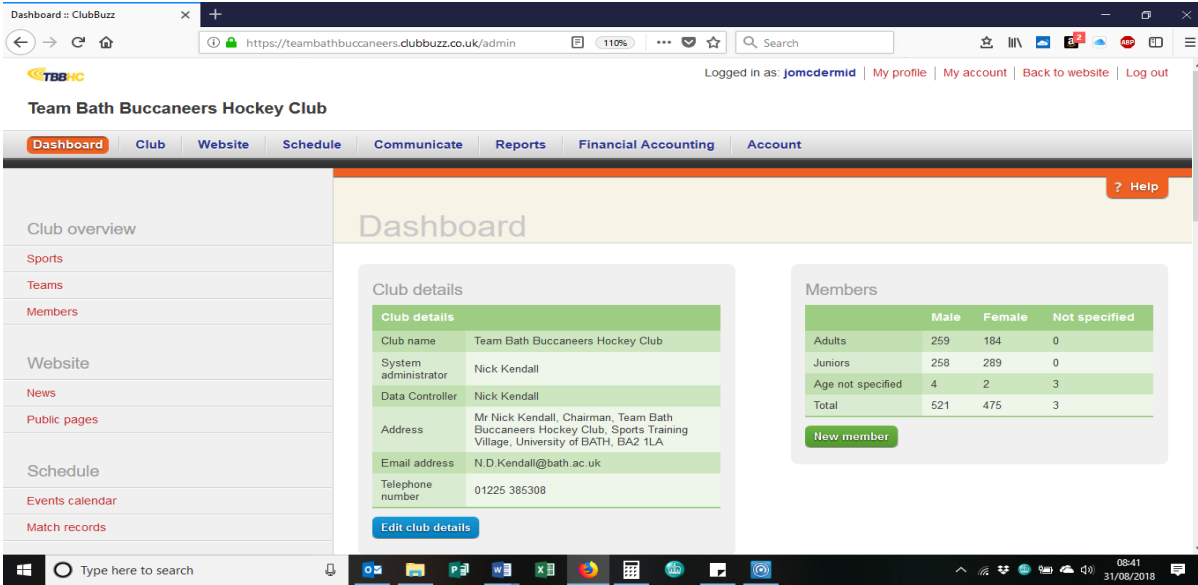 Dashboard :: ClubBuzz
https://teambathbuccaneers.clubbuzz.co.uk/admin 110% Search 2 ABP
TBBHC Logged in as: jomcdermid | My profile | My account | Back to website | Log out
Team Bath Buccaneers Hockey Club
Dashboard Club Website Schedule Communicate Reports Financial Accounting Account
? Help
Dashboard
Club overview
Sports
Teams
Members
Website
News
Public pages
Schedule
Events calendar
Match records
Club details
Club details
Club name Team Bath Buccaneers Hockey Club
System
administrator Nick Kendall
Data Controller Nick Kendall
Address Mr Nick Kendall, Chairman, Team Bath
Buccaneers Hockey Club, Sports Training
Village, University of BATH, BA2 1LA
Email address N.D.Kendall@bath.ac.uk
Telephone
number 01225 385308
Edit club details
Members
Male Female Not specified
Adults 259 184 0
Juniors 258 289 0
Age not specified 4 2 3
Total 521 475 3
New member
Type here to search
08:41
31/08/2018